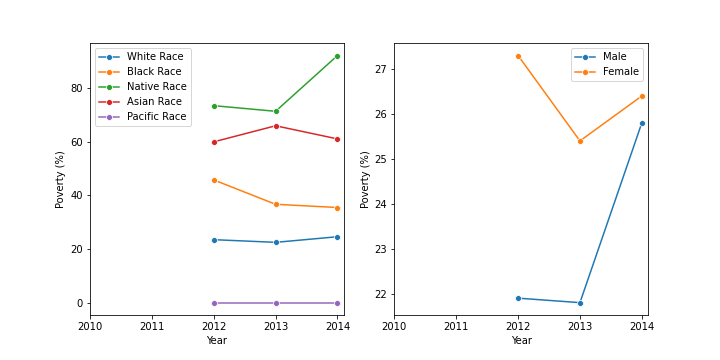 White Race
Black Race
Native Race
Asian Race
Pacific Race
80
60
40
20
0
Poverty (%)
2010 2011 2012 2013 2014
Year
Male
Female
27
26
25
24
23
22
Poverty (%)
2010 2011 2012 2013 2014
Year